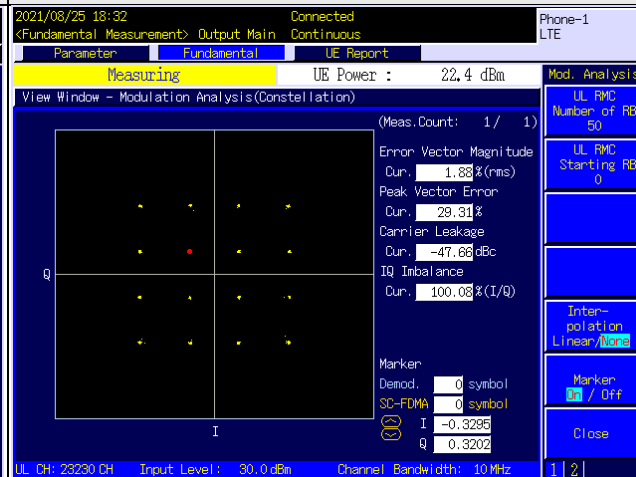 2021/08/25 18:32 Connected
Phone-1
<Fundamental Measurement> Output Main Continuous
LTE
Parameter Fundamental UE Report
Measuring UE Power : 22.4 dBm
Mod. Analysis
View Window - Modulation Analysis(Constellation)
(Meas.Count: 1/ 1)
Error Vector Magnitude
Cur. 1.88 %(rms)
Peak Vector Error
Cur. 29.31 %
Carrier Leakage
Cur. -47.66 dBc
IQ Imbalance
Cur. 100.08 %(I/Q)
Marker
Demod. 0 symbol
SC-FDMA 0 symbol
I -0.3295
Q 0.3202
Q
I
UL RMC
Number of RB
50
UL RMC
Starting RB
0
Inter-
polation
Linear/None
Marker
On / Off
Close
UL CH: 23230 CH Input Level: 30.0 dBm Channel Bandwidth: 10 MHz
1 2